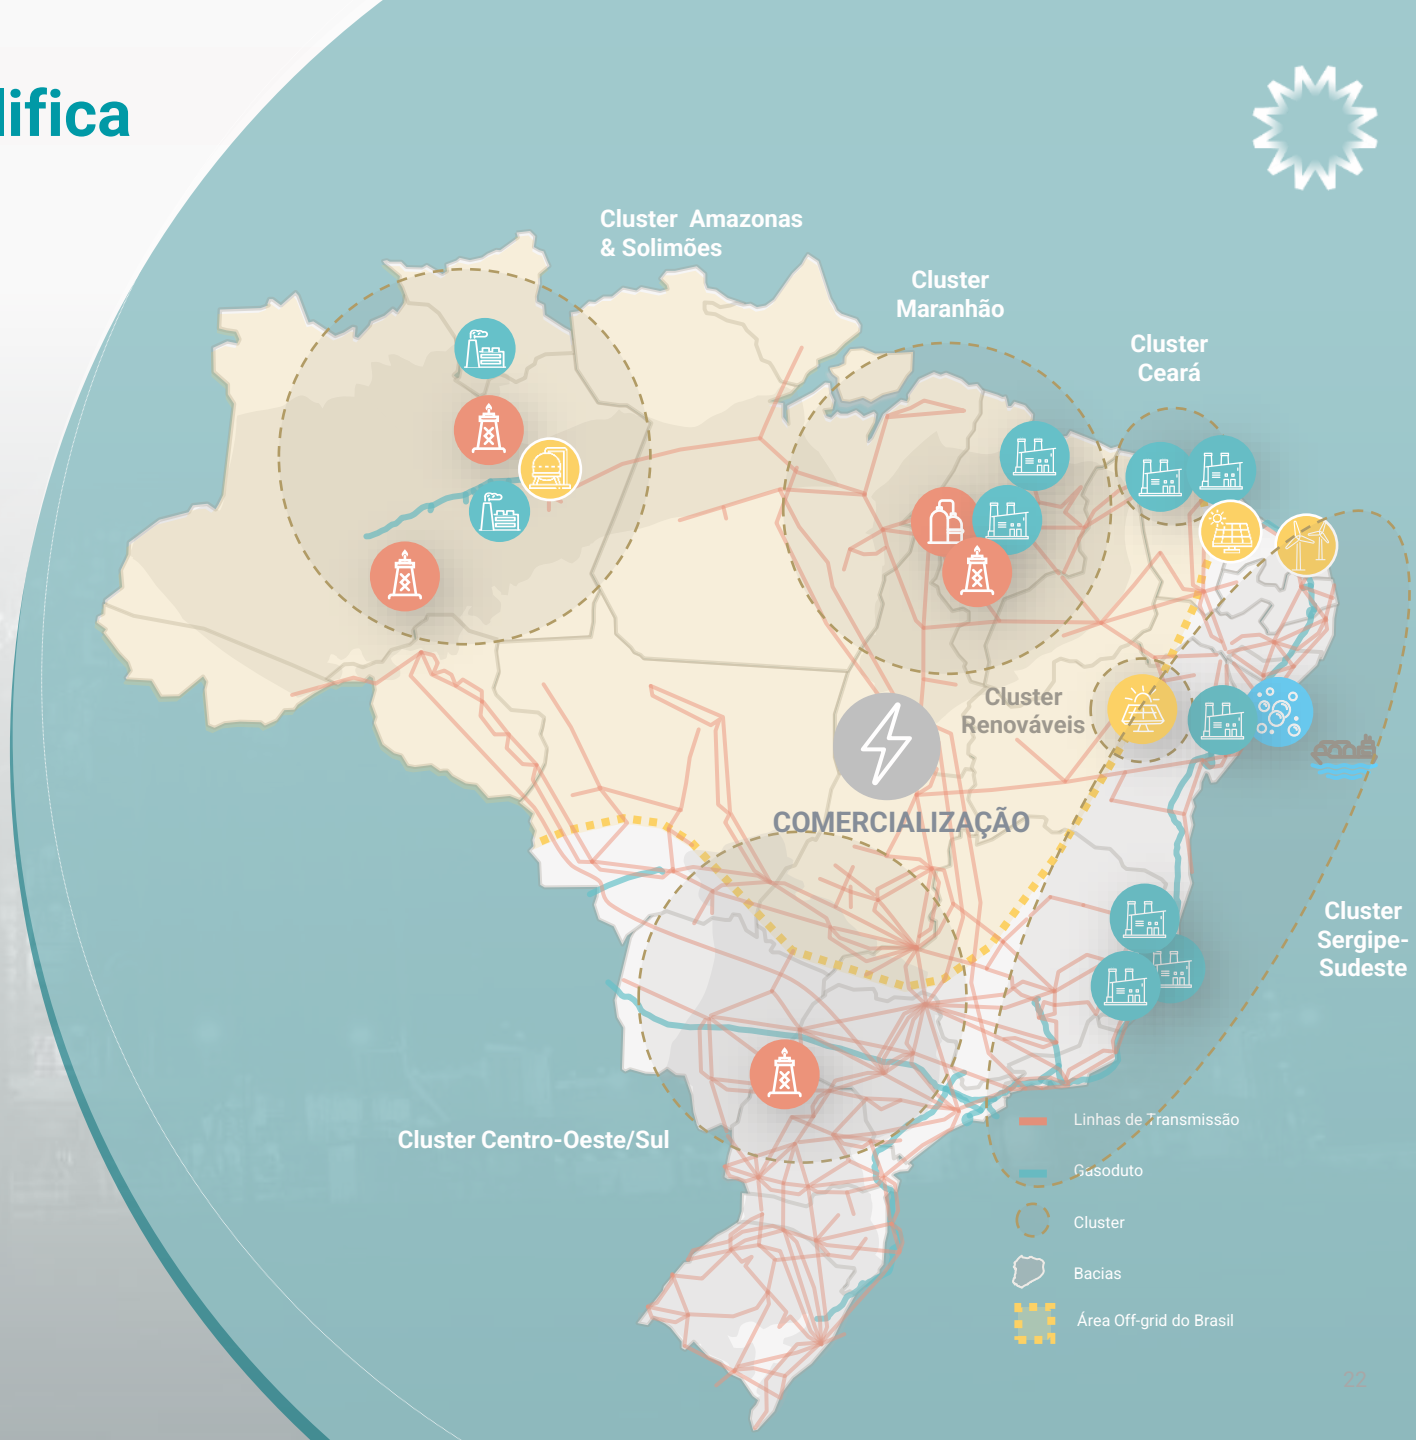 lifica
Cluster Amazonas
& Solimões
Cluster
Maranhão
Cluster
Ceará
Cluster
Renováveis
COMERCIALIZAÇÃO
Cluster
Sergipe-
Sudeste
Cluster Centro-Oeste/Sul
Linhas de Transmissão
Gasoduto
Cluster
Bacias
Área Off-grid do Brasil
22